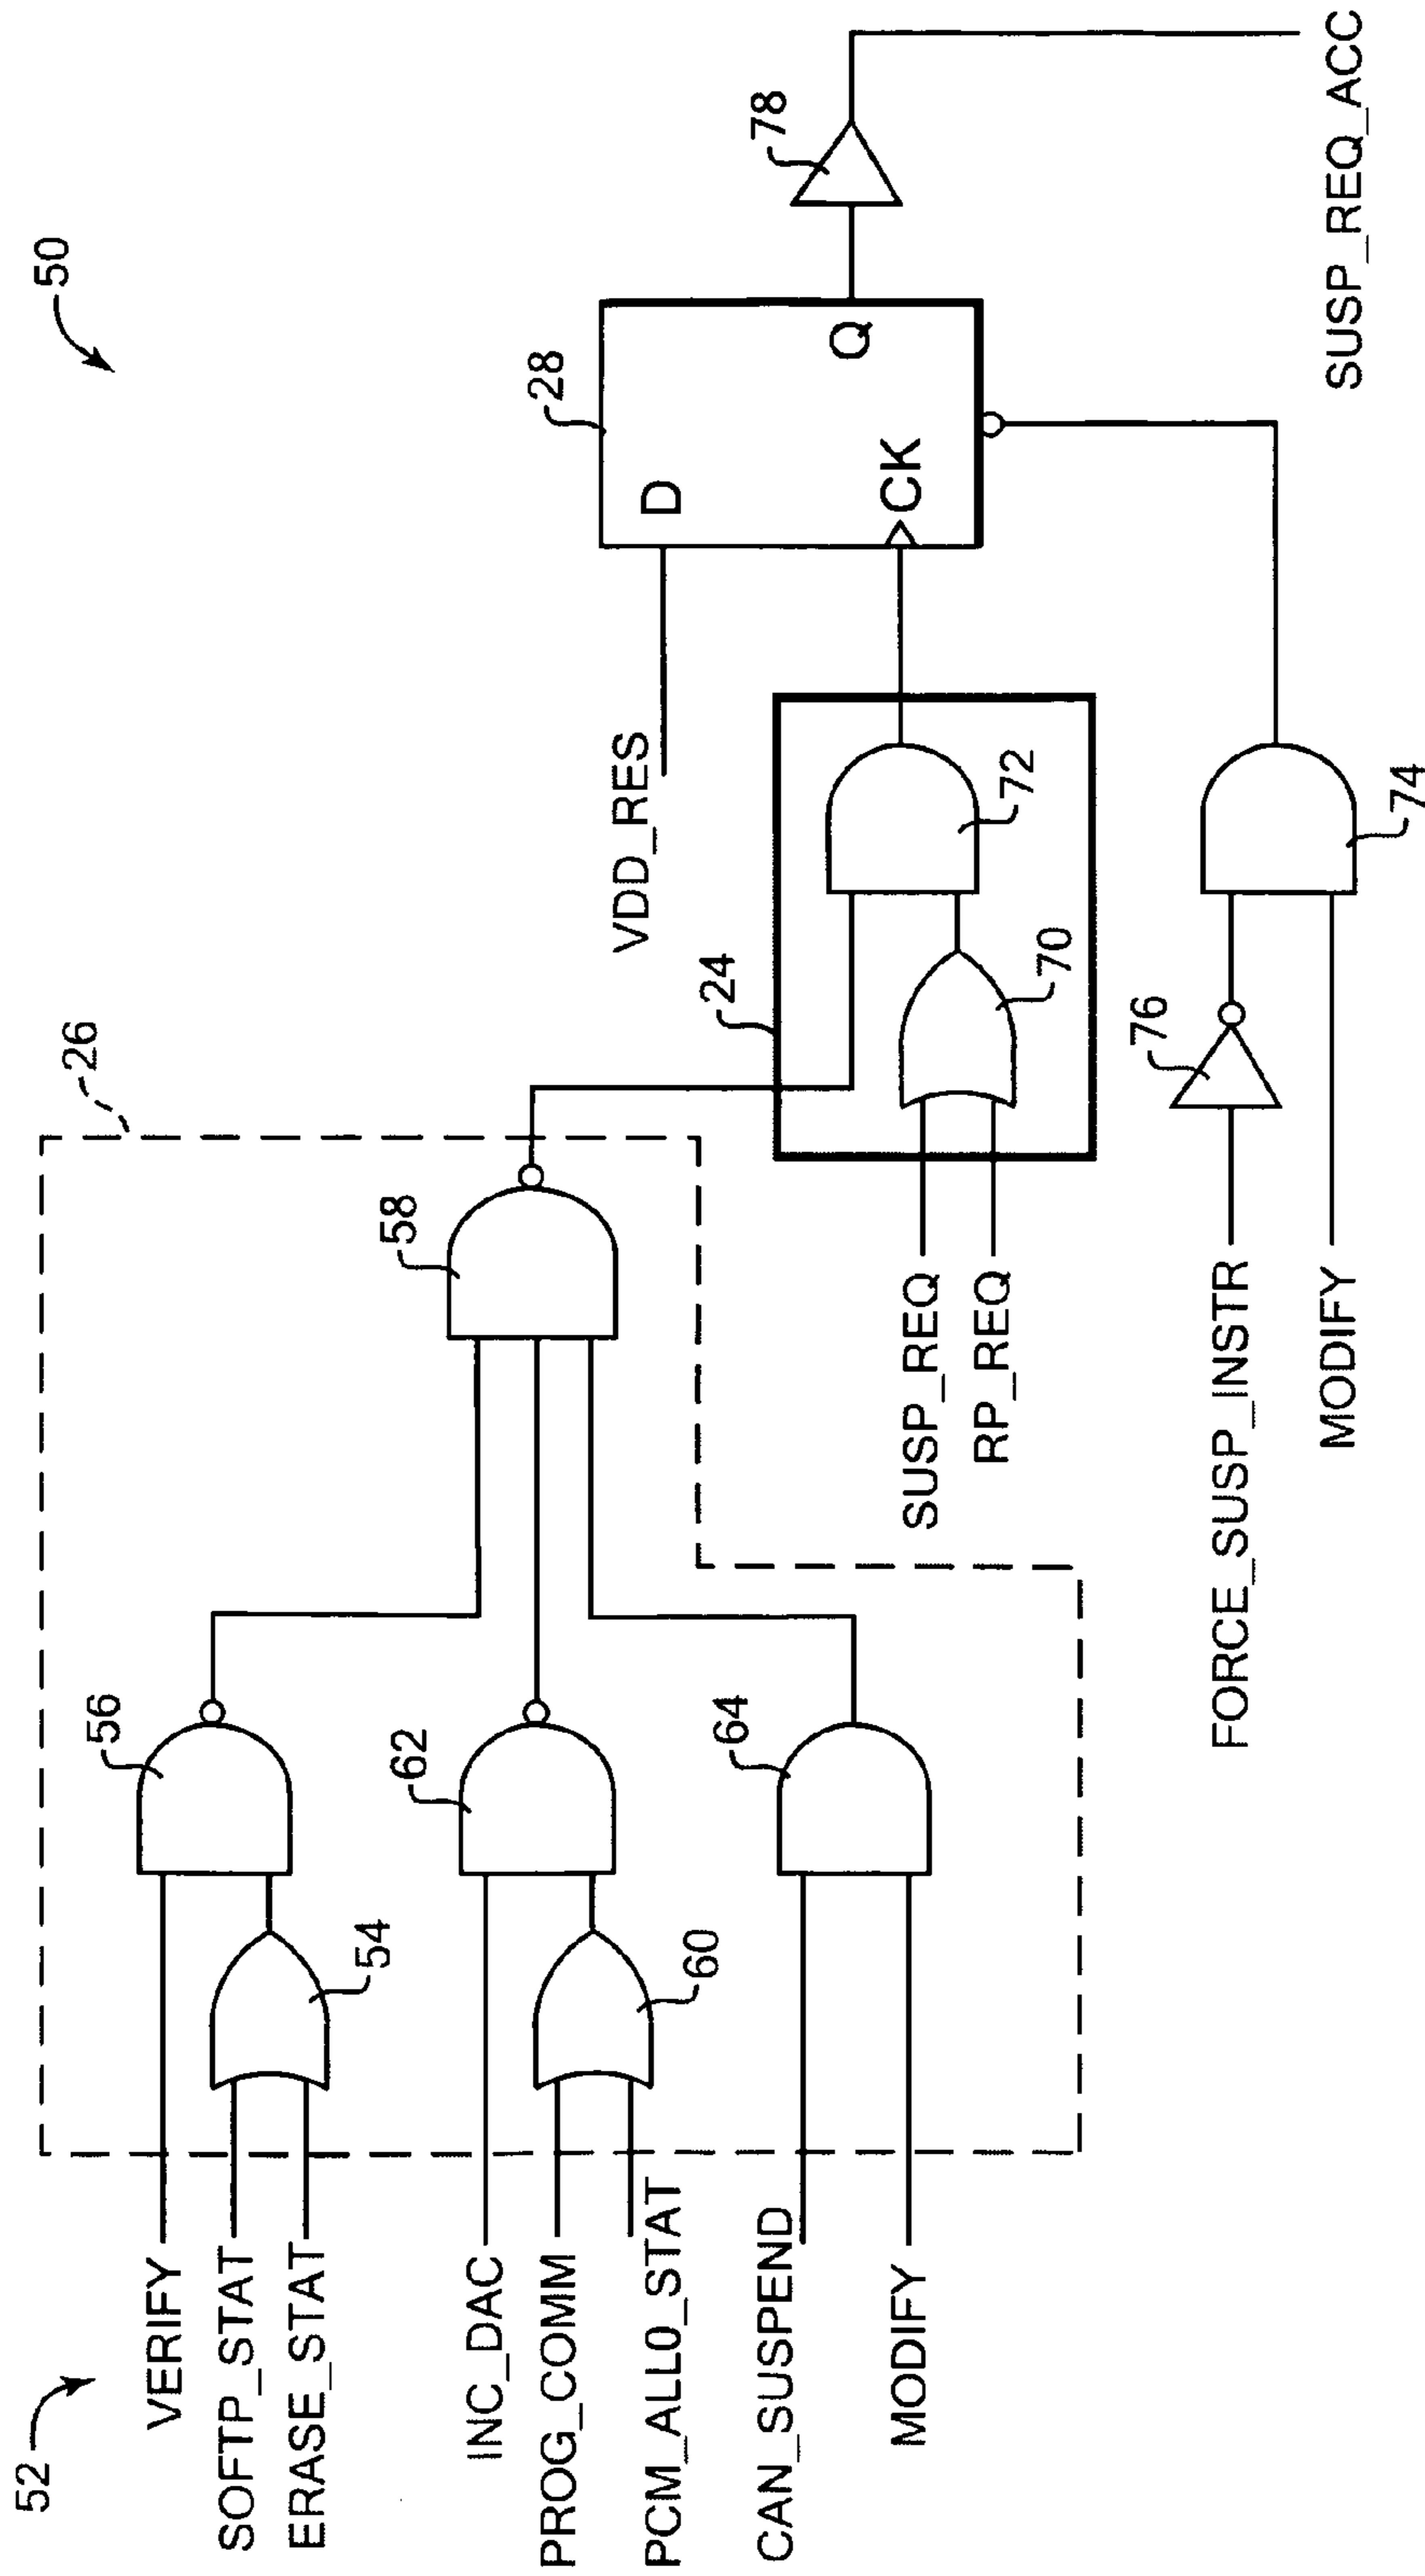 50
52
26
VERIFY
SOFTP_STAT
ERASE_STAT
54
56
58
INC_DAC
PROG_COMM
PCM_ALL0_STAT
60
62
CAN_SUSPEND
MODIFY
64
VDD_RES
28
D
Q
CK
78
24
SUSP_REQ
RP_REQ
70
72
FORCE_SUSP_INSTR
MODIFY
76
74
SUSP_REQ_ACC